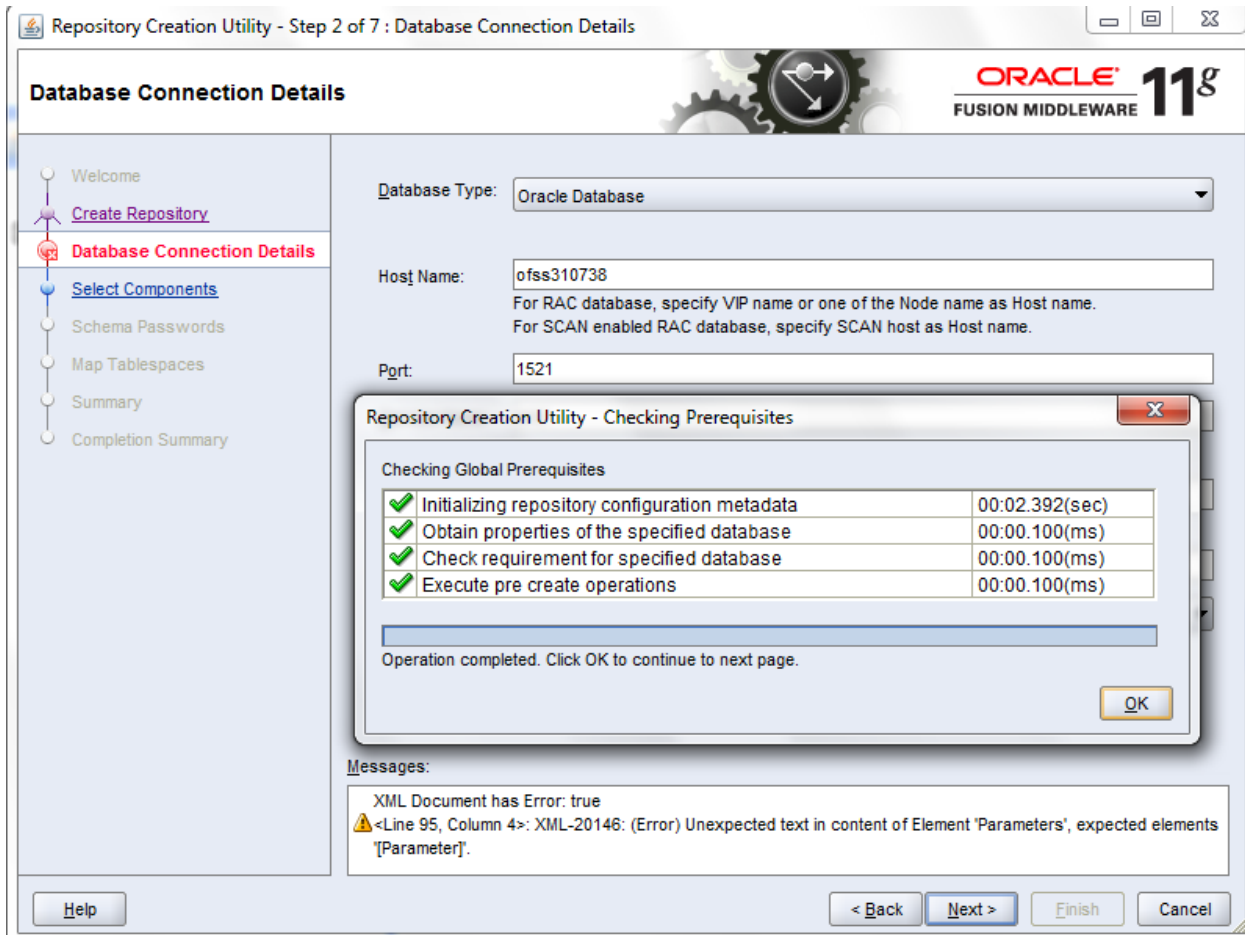 Repository Creation Utility - Step 2 of 7 : Database Connection Details
Database Connection Details
ORACLE
FUSION MIDDLEWARE
11g
Welcome
Create Repository
Database Connection Details
Select Components
Schema Passwords
Map Tablespaces
Summary
Completion Summary
Database Type: Oracle Database
Host Name: ofss310738
For RAC database, specify VIP name or one of the Node name as Host name.
For SCAN enabled RAC database, specify SCAN host as Host name.
Port: 1521
Repository Creation Utility - Checking Prerequisites
Checking Global Prerequisites
Initializing repository configuration metadata 00:02.392(sec)
Obtain properties of the specified database 00:00.100(ms)
Check requirement for specified database 00:00.100(ms)
Execute pre create operations 00:00.100(ms)
Operation completed. Click OK to continue to next page.
OK
Messages:
XML Document has Error: true
<Line 95, Column 4>: XML-20146: (Error) Unexpected text in content of Element 'Parameters', expected elements
'[Parameter]'.
Help
< Back
Next >
Finish
Cancel